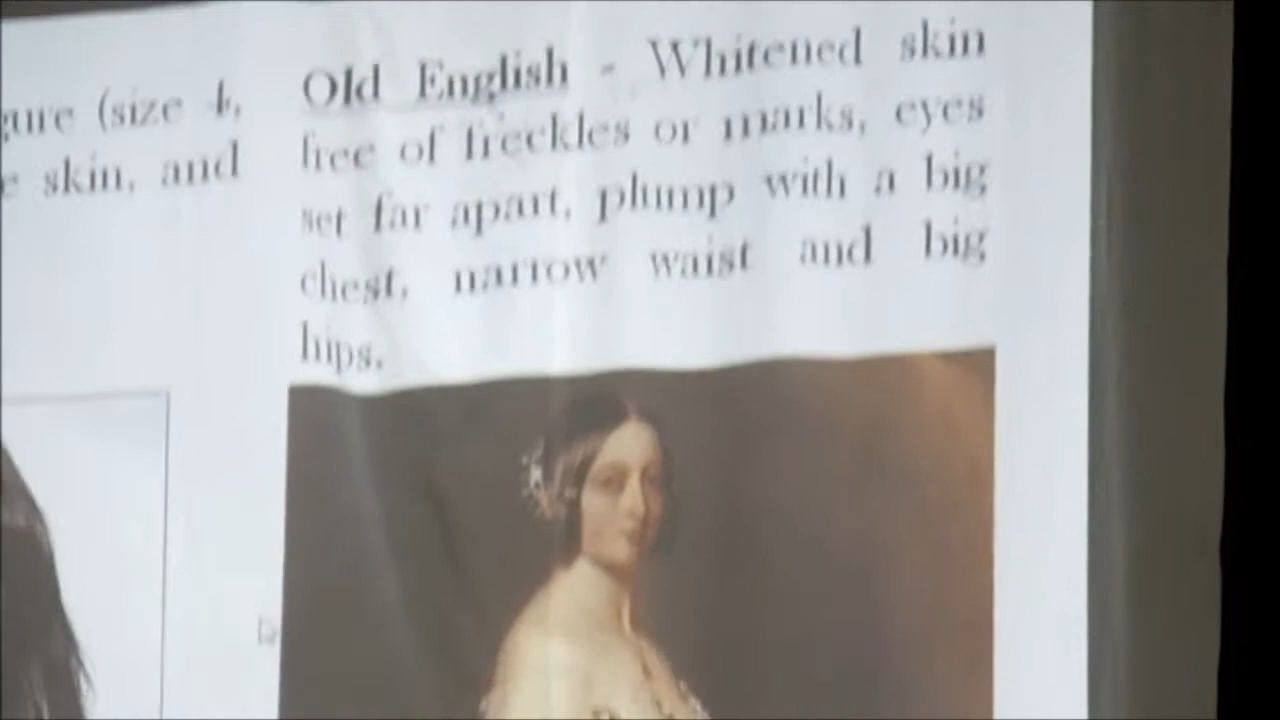 gure (size 4,
e skin, and
Old English - Whitened skin
free of freckles or marks, eyes
set far apart, plump with a big
chest, narrow waist and big
hips.